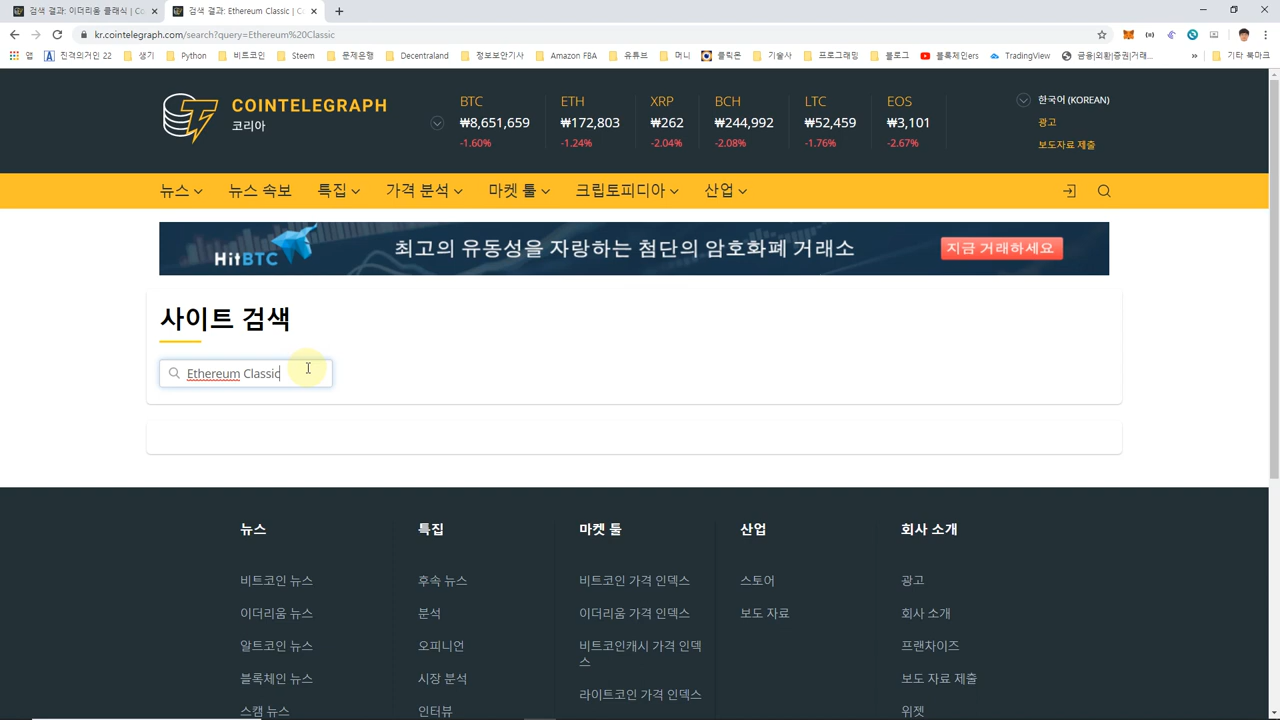 검색 결과: 이더리움 클래식 | Co
검색 결과: Ethereum Classic | Ca
kr.cointelegraph.com/search?query=Ethereum%20Classic
앱
진격의거인 22
생기
Python
비트코인
Steem
문제은행
Decentraland
정보보안기사
Amazon FBA
유튜브
머니
클릭몬
기술사
프로그래밍
블로그
블록체인ers
TradingView
금융|외환|증권|거래...
»
기타 북마크
COINTELEGRAPH
코리아
BTC
₩8,651,659
-1.60%
ETH
₩172,803
-1.24%
XRP
₩262
-2.04%
BCH
₩244,992
-2.08%
LTC
₩52,459
-1.76%
EOS
₩3,101
-2.67%
한국어 (KOREAN)
광고
보도자료 제출
뉴스
뉴스 속보
특집
가격 분석
마켓 툴
크립토피디아
산업
HitBTC
최고의 유동성을 자랑하는 첨단의 암호화폐 거래소
지금 거래하세요
사이트 검색
Ethereum Classic
뉴스
비트코인 뉴스
이더리움 뉴스
알트코인 뉴스
블록체인 뉴스
스캠 뉴스
특집
후속 뉴스
분석
오피니언
시장 분석
인터뷰
마켓 툴
비트코인 가격 인덱스
이더리움 가격 인덱스
비트코인캐시 가격 인덱
스
라이트코인 가격 인덱스
산업
스토어
보도 자료
회사 소개
광고
회사 소개
프랜차이즈
보도 자료 제출
위젯